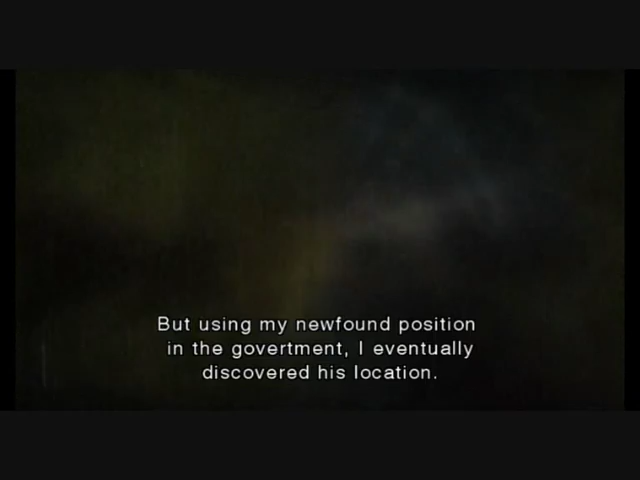 But using my newfound position
in the govertment, I eventually
discovered his location.